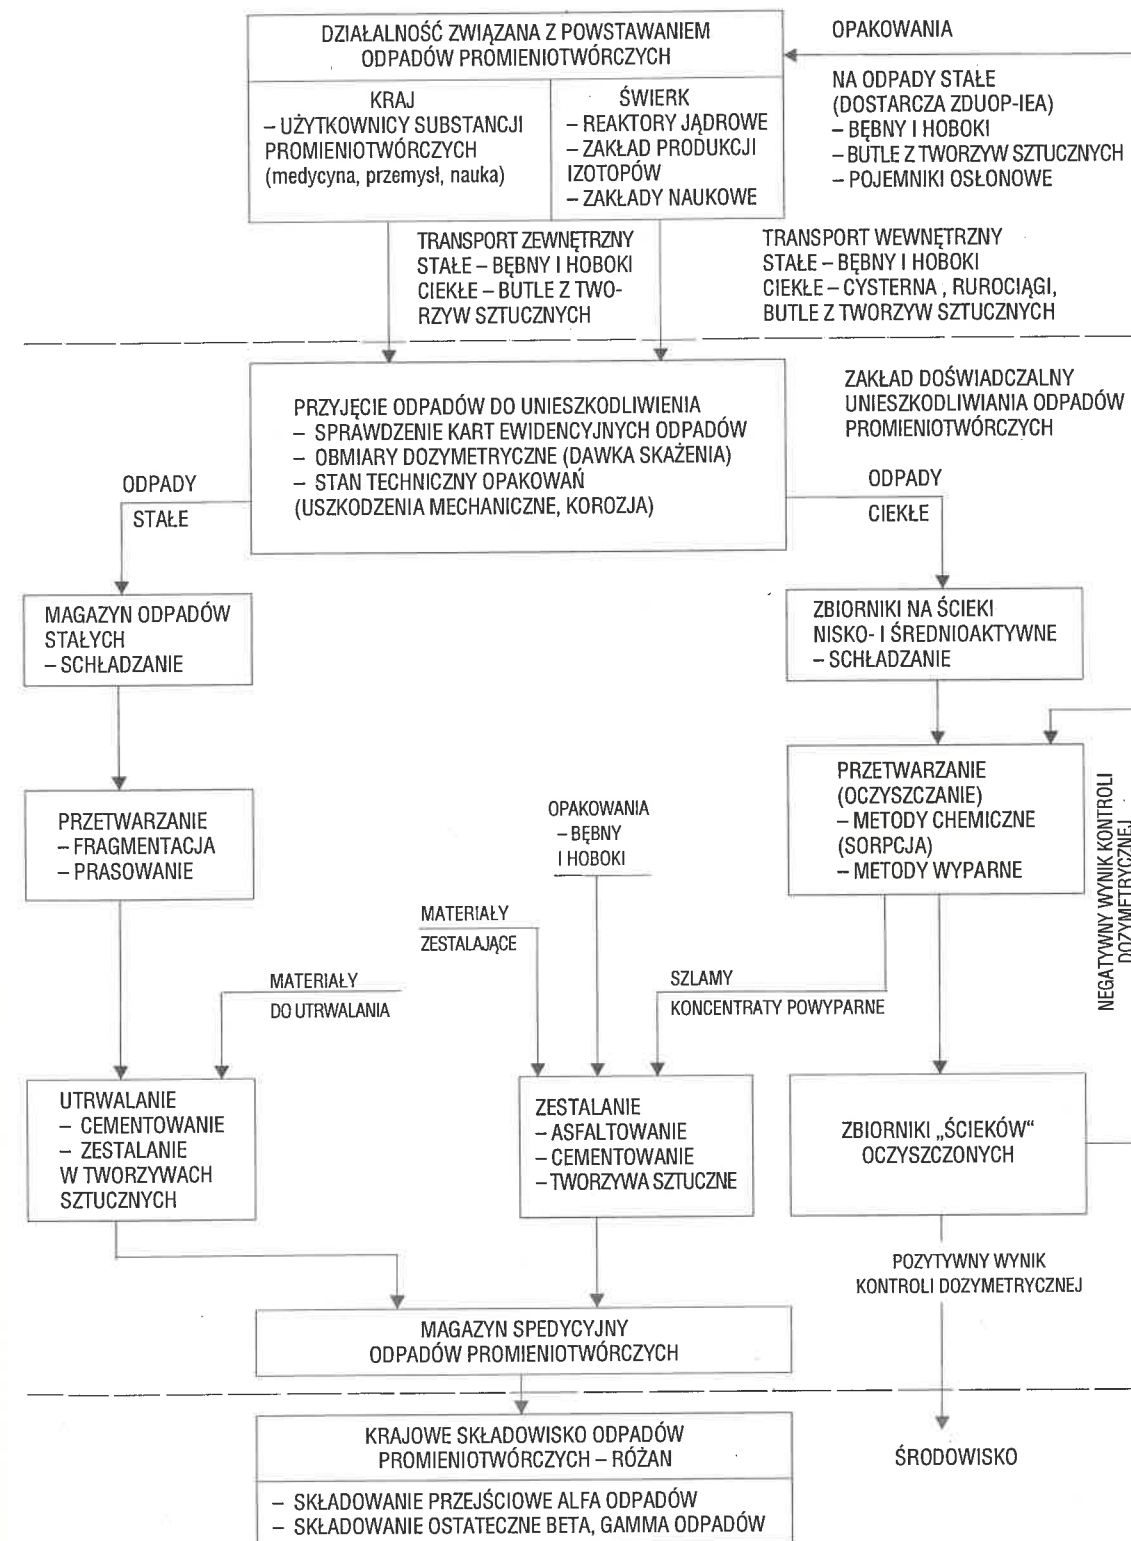 DZIAŁALNOŚĆ ZWIĄZANA Z POWSTAWANIEM
ODPADÓW PROMIENIOTWÓRCZYCH
KRAJ
– UŻYTKOWNICY SUBSTANCJI
PROMIENIOTWÓRCZYCH
(medycyna, przemysł, nauka)
ŚWIERK
– REAKTORY JĄDROWE
– ZAKŁAD PRODUKCJI
IZOTOPÓW
– ZAKŁADY NAUKOWE
OPAKOWANIA
NA ODPADY STAŁE
(DOSTARCZA ZDUOP-IEA)
– BĘBNY I HOBOKI
– BUTLE Z TWORZYW SZTUCZNYCH
– POJEMNIKI OSŁONOWE
TRANSPORT ZEWNĘTRZNY
STAŁE – BĘBNY I HOBOKI
CIEKŁE – BUTLE Z TWO-
RZYW SZTUCZNYCH
TRANSPORT WEWNĘTRZNY
STAŁE – BĘBNY I HOBOKI
CIEKŁE – CYSTERNA , RUROCIĄGI,
BUTLE Z TWORZYW SZTUCZNYCH
PRZYJĘCIE ODPADÓW DO UNIESZKODLIWIENIA
– SPRAWDZENIE KART EWIDENCYJNYCH ODPADÓW
– OBMIARY DOZYMETRYCZNE (DAWKA SKAŻENIA)
– STAN TECHNICZNY OPAKOWAŃ
(USZKODZENIA MECHANICZNE, KOROZJA)
ZAKŁAD DOŚWIADCZALNY
UNIESZKODLIWIANIA ODPADÓW
PROMIENIOTWÓRCZYCH
ODPADY
STAŁE
ODPADY
CIEKŁE
MAGAZYN ODPADÓW
STAŁYCH
– SCHŁADZANIE
ZBIORNIKI NA ŚCIEKI
NISKO- I ŚREDNIOAKTYWNE
– SCHŁADZANIE
PRZETWARZANIE
– FRAGMENTACJA
– PRASOWANIE
OPAKOWANIA
– BĘBNY
I HOBOKI
PRZETWARZANIE
(OCZYSZCZANIE)
– METODY CHEMICZNE
(SORPCJA)
– METODY WYPARNE
NEGATYWNY WYNIK KONTROLI
DOZYMETRYCZNEJ
MATERIAŁY
ZESTALAJĄCE
MATERIAŁY
DO UTRWALANIA
SZLAMY
KONCENTRATY POWYPARNE
UTRWALANIE
– CEMENTOWANIE
– ZESTALANIE
W TWORZYWACH
SZTUCZNYCH
ZESTALANIE
– ASFALTOWANIE
– CEMENTOWANIE
– TWORZYWA SZTUCZNE
ZBIORNIKI „ŚCIEKÓW“
OCZYSZCZONYCH
POZYTYWNY WYNIK
KONTROLI DOZYMETRYCZNEJ
MAGAZYN SPEDYCYJNY
ODPADÓW PROMIENIOTWÓRCZYCH
KRAJOWE SKŁADOWISKO ODPADÓW
PROMIENIOTWÓRCZYCH – RÓŻAN
– SKŁADOWANIE PRZEJŚCIOWE ALFA ODPADÓW
– SKŁADOWANIE OSTATECZNE BETA, GAMMA ODPADÓW
ŚRODOWISKO